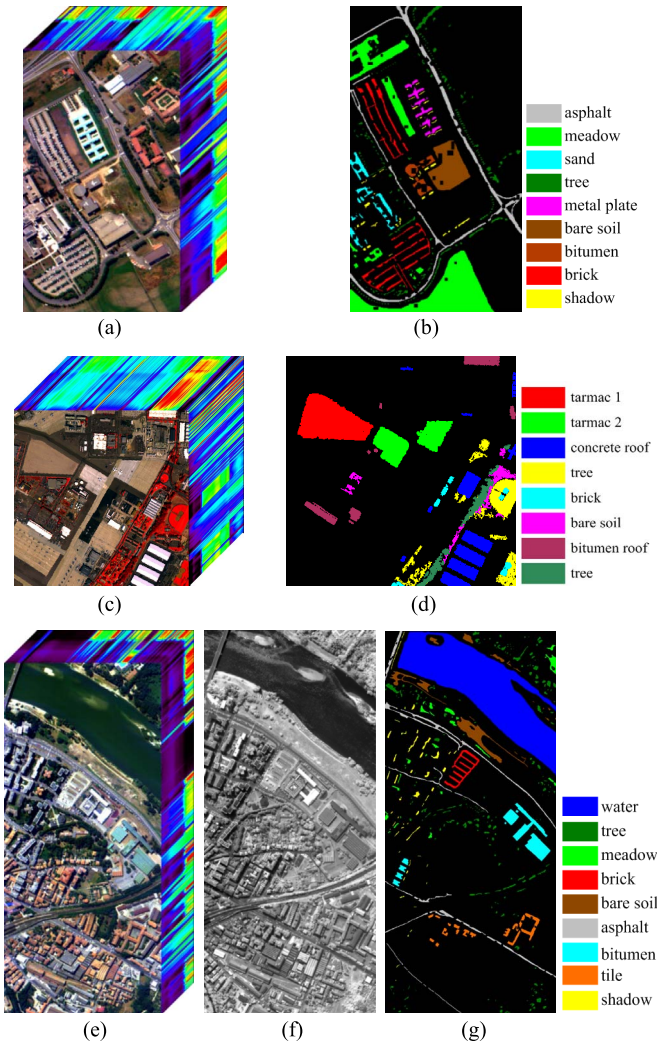 asphalt
meadow
sand
tree
metal plate
bare soil
bitumen
brick
shadow
(a)
(b)
tarmac 1
tarmac 2
concrete roof
tree
brick
bare soil
bitumen roof
tree
(c)
(d)
water
tree
meadow
brick
bare soil
asphalt
bitumen
tile
shadow
(e)
(f)
(g)